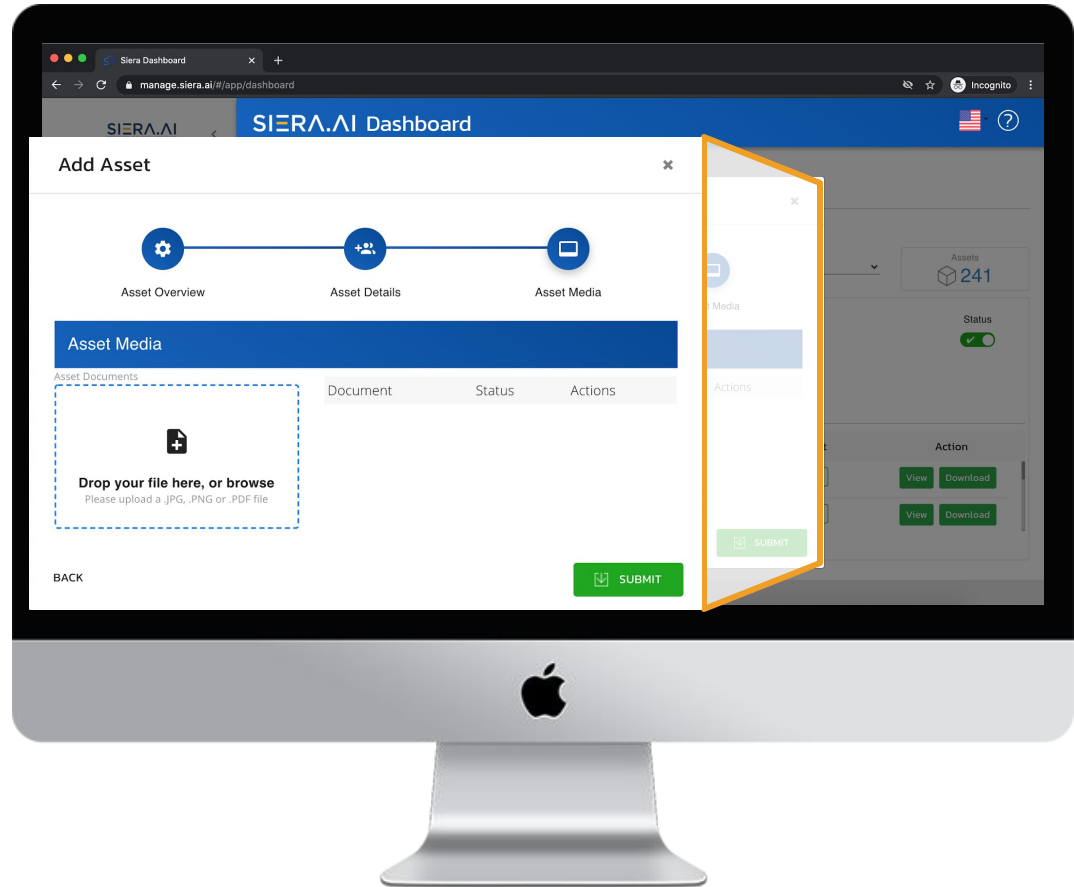 Siera Dashboard
manage.siera.ai/#/app/dashboard
Incognito
SIERA.AI
SIERA.AI Dashboard
Add Asset
Asset Overview
Asset Details
Asset Media
Asset Media
Asset Documents
Document Status Actions
Drop your file here, or browse
Please upload a .JPG, .PNG or .PDF file
BACK
SUBMIT
Media
Actions
SUBMIT
Assets
241
Status
Action
View Download
View Download